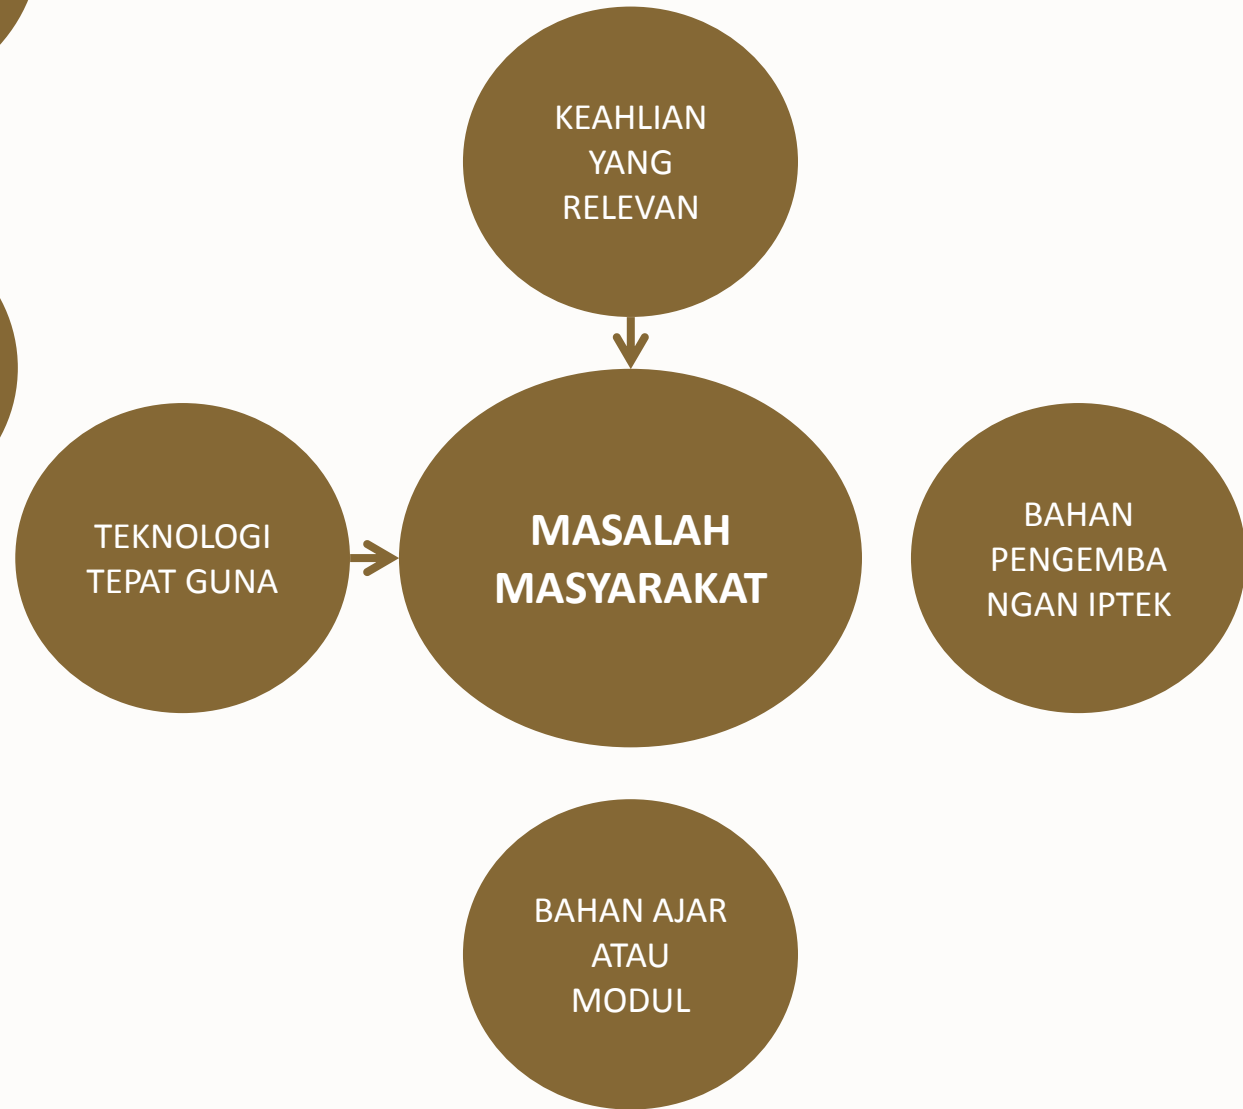 KEAHLIAN
YANG
RELEVAN
TEKNOLOGI
TEPAT GUNA
MASALAH
MASYARAKAT
BAHAN
PENGEMBA
NGAN IPTEK
BAHAN AJAR
ATAU
MODUL